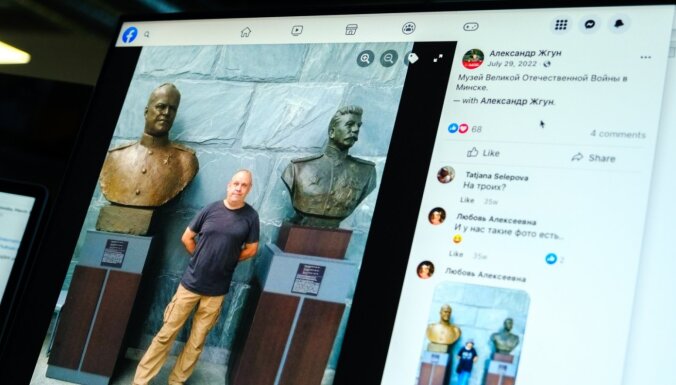 Александр Жгун
July 29, 2022
Музей Великой Отечественной Войны в
Минске.
— with Александр Жгун.
68
4 comments
Like
Share
Tatjana Selepova
На троих?
Like
Любовь Алексеевна
И у нас такие фото есть..
2
Like
Любовь Алексеевна